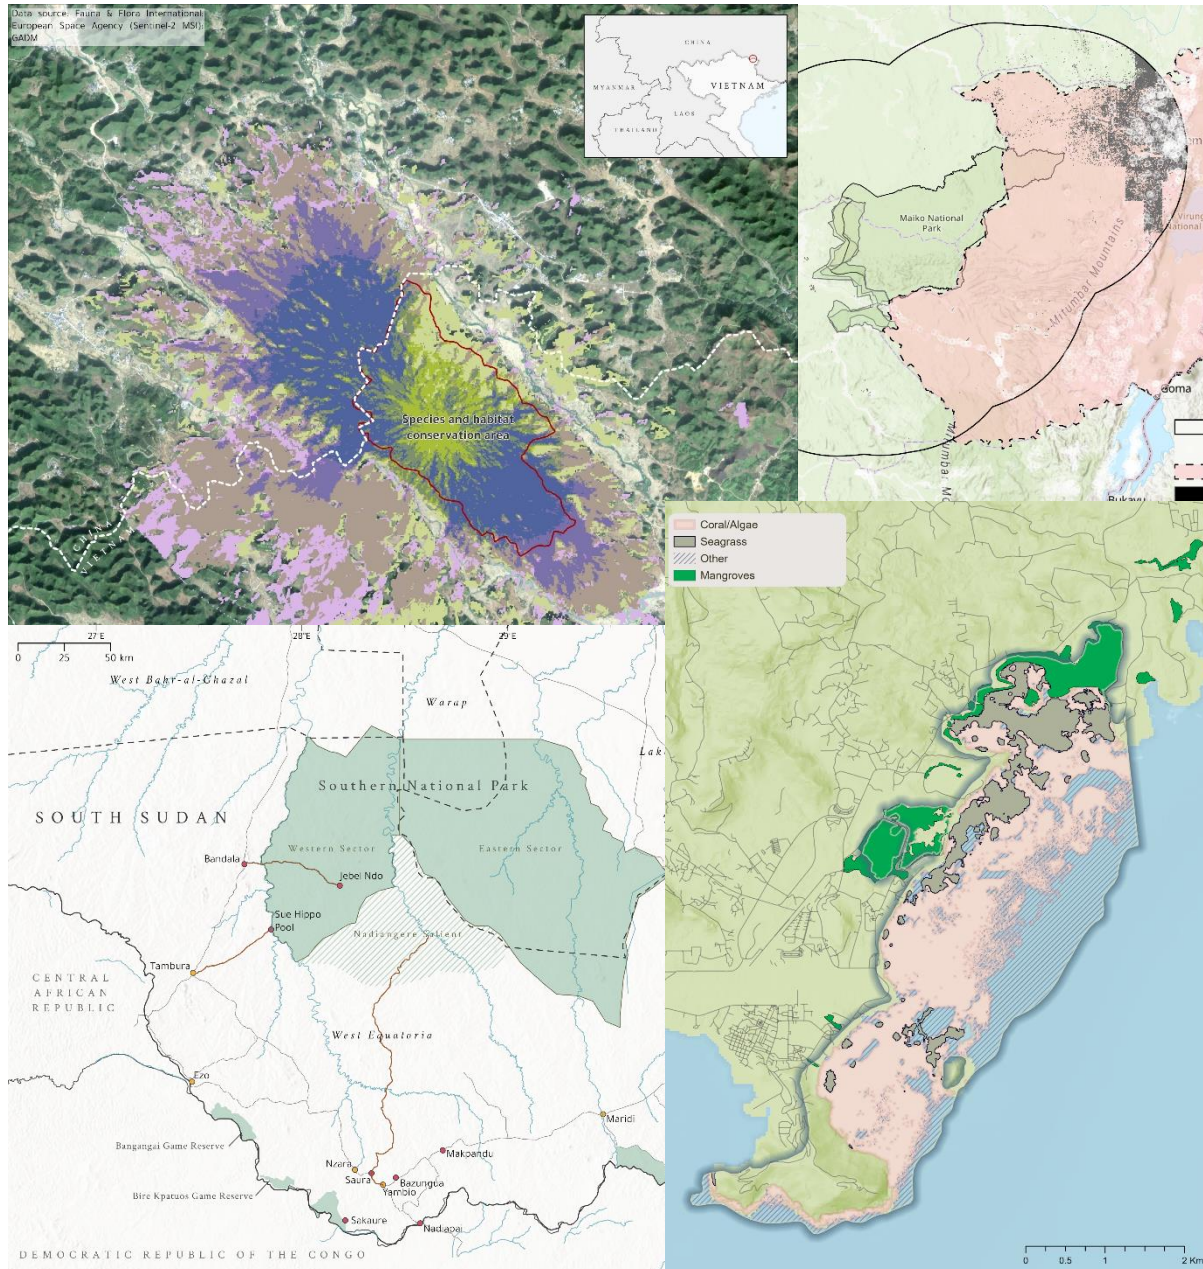 Data source: Fauna & Flora International;
European Space Agency (Sentinel-2 MSI);
GADM
CHINA
MYANMAR
VIETNAM
LAOS
THAILAND
Species and habitat
conservation area
CHINA
VIETNAM
Maiko National
Park
Mitumbar Mountains
Virung
National
Goma
Bukavu
Coral/Algae
Seagrass
Other
Mangroves
0 0.5 1 2 Km
27°E
28°E
29°E
0 25 50 km
West Bahr-al-Ghazal
Warap
Lak
Southern National Park
SOUTH SUDAN
Western Sector
Eastern Sector
Bandala
Jebel Ndo
Sue Hippo
Pool
Nadiangere Salient
Tambura
CENTRAL
AFRICAN
REPUBLIC
West Equatoria
Ezo
Maridi
Bangangai Game Reserve
Makpandu
Nzara
Saura
Bazungua
Yambio
Bire Kpatuos Game Reserve
Sakaure
Nadiapai
DEMOCRATIC REPUBLIC OF THE CONGO